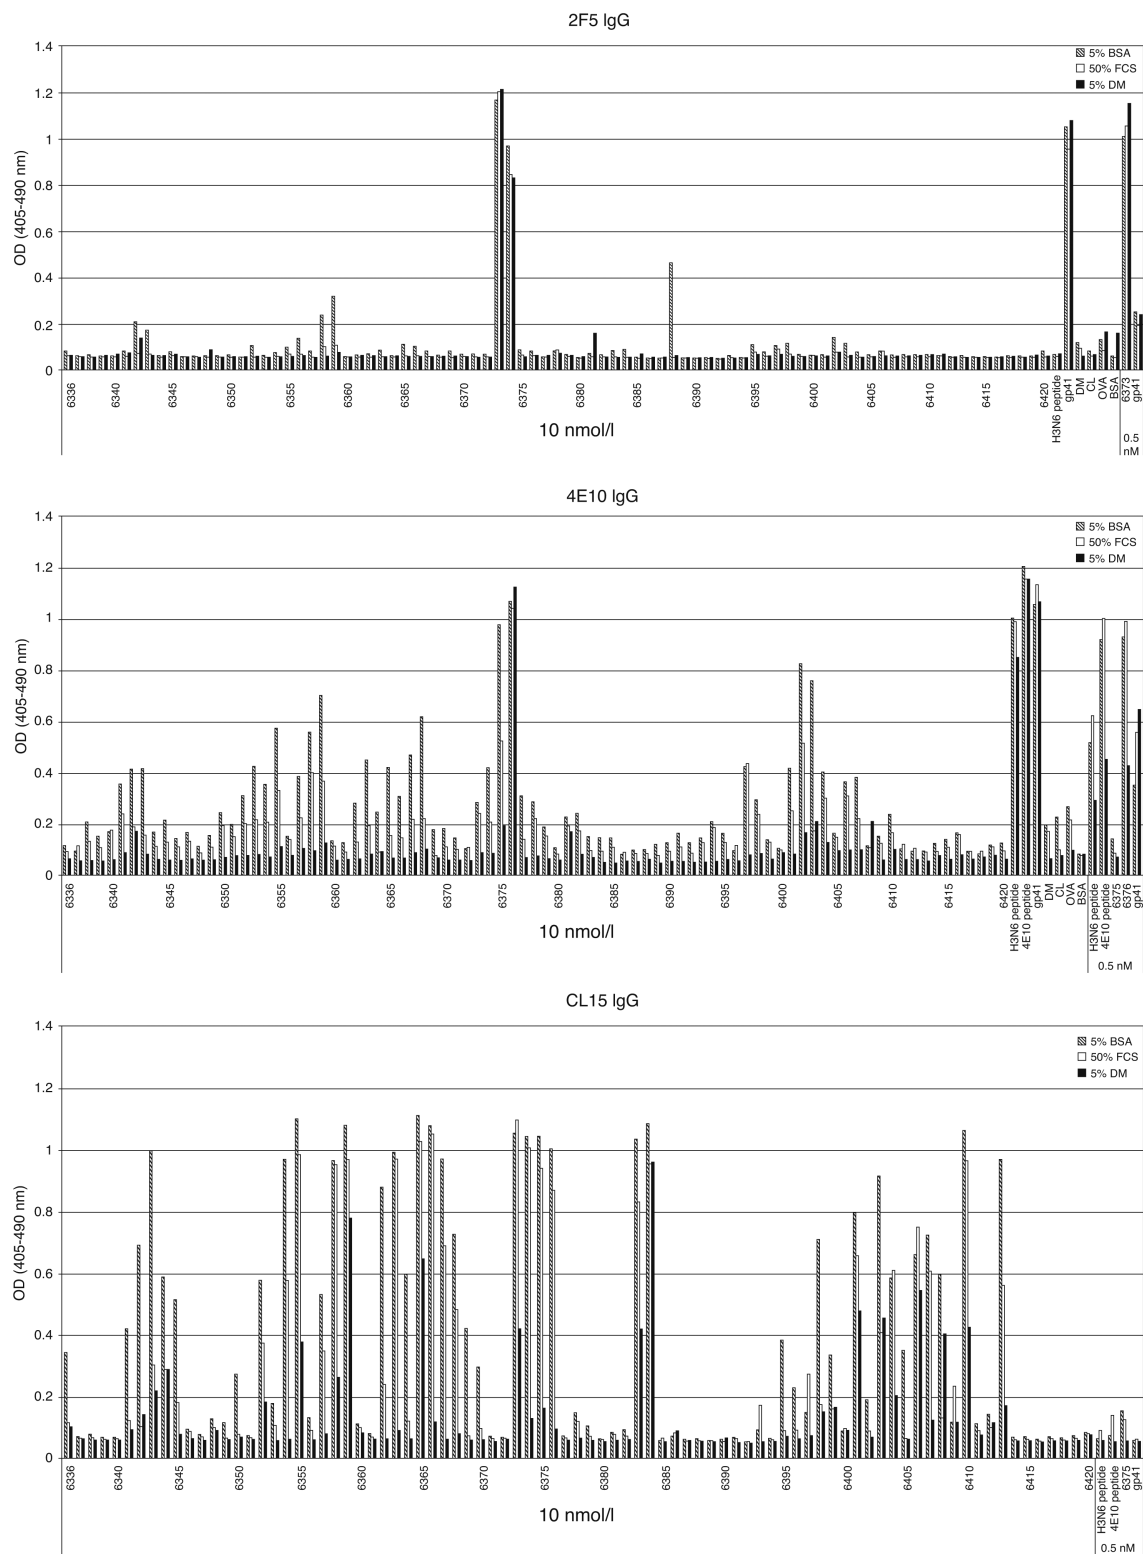 2F5 IgG
1.4
1.2
1
0.8
0.6
0.4
0.2
0
OD (405-490 nm)
5% BSA
50% FCS
5% DM
6336 6340 6345 6350 6355 6360 6365 6370 6375 6380 6385 6390 6395 6400 6405 6410 6415 6420 H3N6 peptide gp41 DM CL OVA BSA 6373 gp41
10 nmol/l
0.5
nM
4E10 IgG
1.4
1.2
1
0.8
0.6
0.4
0.2
0
OD (405-490 nm)
5% BSA
50% FCS
5% DM
6336 6340 6345 6350 6355 6360 6365 6370 6375 6380 6385 6390 6395 6400 6405 6410 6415 6420 H3N6 peptide 4E10 peptide gp41 DM CL OVA BSA H3N6 peptide 4E10 peptide 6375 6376 gp41
10 nmol/l
0.5 nM
CL15 IgG
1.4
1.2
1
0.8
0.6
0.4
0.2
0
OD (405-490 nm)
5% BSA
50% FCS
5% DM
6336 6340 6345 6350 6355 6360 6365 6370 6375 6380 6385 6390 6395 6400 6405 6410 6415 6420 H3N6 peptide 4E10 peptide 6375 gp41
10 nmol/l
0.5 nM